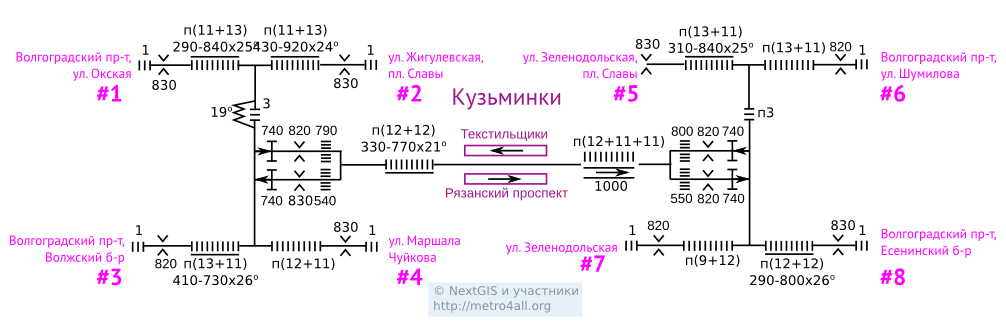 п(11+13)
п(11+13)
290-840x25°
430-920x24°
1
1
Волгоградский пр-т,
ул. Окская
#1
830
830
ул. Жигулевская,
пл. Славы
#2
19°
3
740
820
790
740
830
540
п(12+12)
330-770x21°
Волгоградский пр-т,
Волжский б-р
#3
1
820
п(13+11)
410-730x26°
п(12+11)
830
1
ул. Маршала
Чуйкова
#4
Кузьминки
Текстильщики
Рязанский проспект
п(12+11+11)
1000
ул. Зеленодольская,
пл. Славы
#5
830
п(13+11)
310-840x25°
п(13+11)
820
1
Волгоградский пр-т,
ул. Шумилова
#6
п3
800
820
740
550
820
740
ул. Зеленодольская
#7
1
820
п(9+12)
п(12+12)
290-800x26°
830
1
Волгоградский пр-т,
Есенинский б-р
#8
© NextGIS и участники
http://metro4all.org